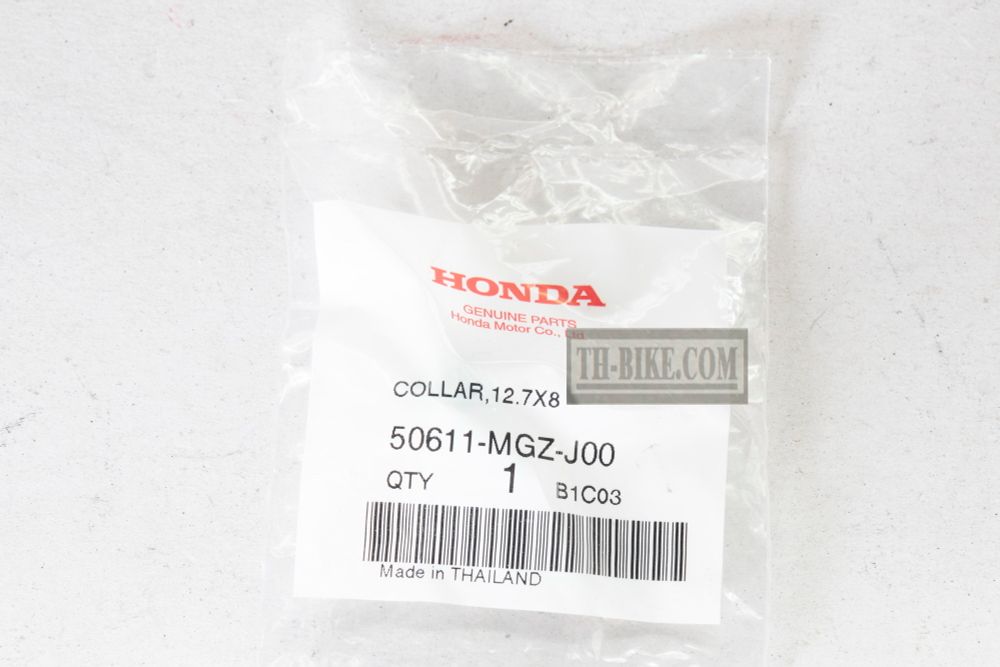 HONDA
GENUINE PARTS
Honda Motor Co., Ltd
TH-BIKE.COM
COLLAR,12.7X8
50611-MGZ-J00
QTY 1 B1C03
Made in THAILAND